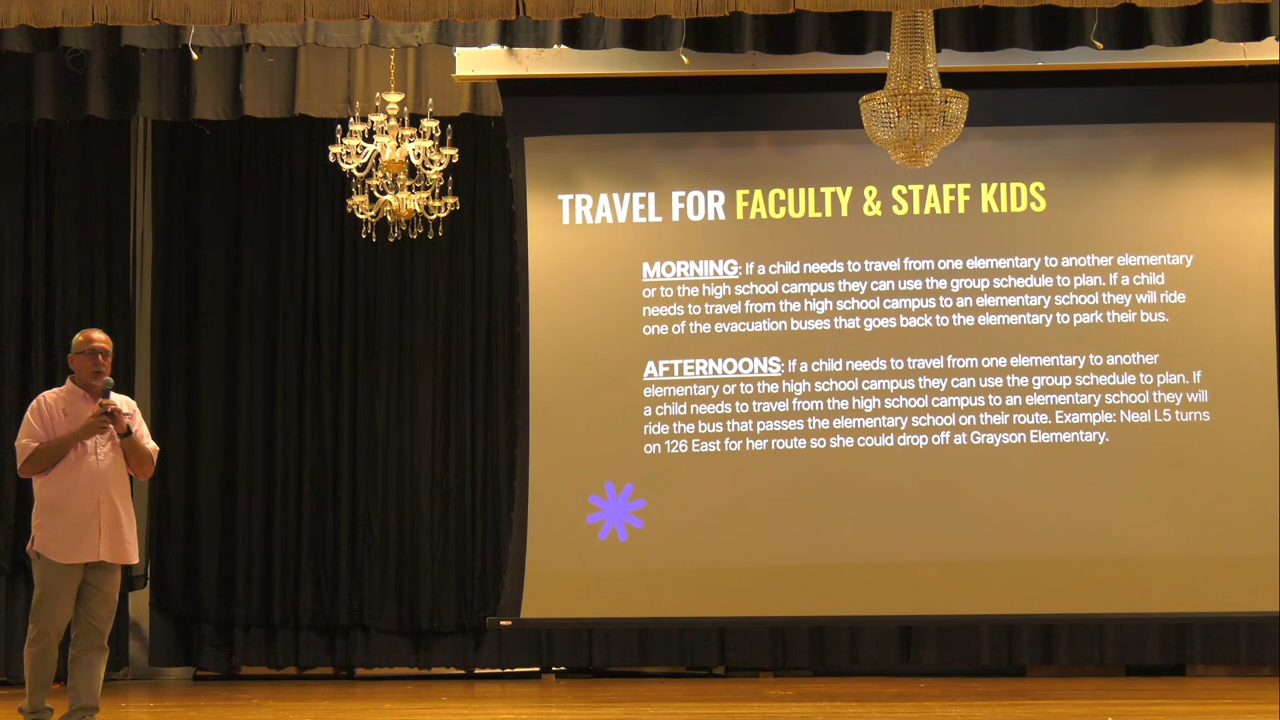 TRAVEL FOR FACULTY & STAFF KIDS
MORNING: If a child needs to travel from one elementary to another elementary
or to the high school campus they can use the group schedule to plan. If a child
needs to travel from the high school campus to an elementary school they will ride
one of the evacuation buses that goes back to the elementary to park their bus.
AFTERNOONS: If a child needs to travel from one elementary to another
elementary or to the high school campus they can use the group schedule to plan. If
a child needs to travel from the high school campus to an elementary school they will
ride the bus that passes the elementary school on their route. Example: Neal L5 turns
on 126 East for her route so she could drop off at Grayson Elementary.